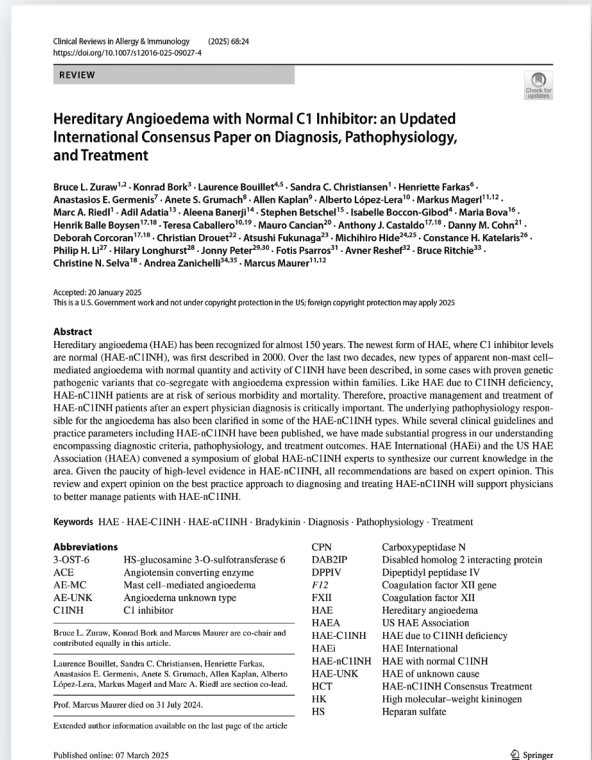 Clinical Reviews in Allergy & Immunology (2025) 68:24
https://doi.org/10.1007/s12016-025-09027-4
REVIEW
Check for
updates
Hereditary Angioedema with Normal C1 Inhibitor: an Updated
International Consensus Paper on Diagnosis, Pathophysiology,
and Treatment
Bruce L. Zuraw1,2 · Konrad Bork3 · Laurence Bouillet4,5 · Sandra C. Christiansen1 · Henriette Farkas6 ·
Anastasios E. Germenis7 · Anete S. Grumach8 · Allen Kaplan9 · Alberto López-Lera10 · Markus Magerl11,12 ·
Marc A. Riedl1 · Adil Adatia13 · Aleena Banerji14 · Stephen Betschel15 · Isabelle Boccon-Gibod4 · Maria Bova16 ·
Henrik Balle Boysen17,18 · Teresa Caballero10,19 · Mauro Cancian20 · Anthony J. Castaldo17,18 · Danny M. Cohn21 ·
Deborah Corcoran17,18 · Christian Drouet22 · Atsushi Fukunaga23 · Michihiro Hide24,25 · Constance H. Katelaris26 ·
Philip H. Li27 · Hilary Longhurst28 · Jonny Peter29,30 · Fotis Psarros31 · Avner Reshef32 · Bruce Ritchie33 ·
Christine N. Selva18 · Andrea Zanichelli34,35 · Marcus Maurer11,12
Accepted: 20 January 2025
This is a U.S. Government work and not under copyright protection in the US; foreign copyright protection may apply 2025
Abstract
Hereditary angioedema (HAE) has been recognized for almost 150 years. The newest form of HAE, where C1 inhibitor levels
are normal (HAE-nC1INH), was first described in 2000. Over the last two decades, new types of apparent non-mast cell–
mediated angioedema with normal quantity and activity of C1INH have been described, in some cases with proven genetic
pathogenic variants that co-segregate with angioedema expression within families. Like HAE due to C1INH deficiency,
HAE-nC1INH patients are at risk of serious morbidity and mortality. Therefore, proactive management and treatment of
HAE-nC1INH patients after an expert physician diagnosis is critically important. The underlying pathophysiology respon-
sible for the angioedema has also been clarified in some of the HAE-nC1INH types. While several clinical guidelines and
practice parameters including HAE-nC1INH have been published, we have made substantial progress in our understanding
encompassing diagnostic criteria, pathophysiology, and treatment outcomes. HAE International (HAEi) and the US HAE
Association (HAEA) convened a symposium of global HAE-nC1INH experts to synthesize our current knowledge in the
area. Given the paucity of high-level evidence in HAE-nC1INH, all recommendations are based on expert opinion. This
review and expert opinion on the best practice approach to diagnosing and treating HAE-nC1INH will support physicians
to better manage patients with HAE-nC1INH.
Keywords HAE · HAE-C1INH · HAE-nC1INH · Bradykinin · Diagnosis · Pathophysiology · Treatment
Abbreviations
3-OST-6 HS-glucosamine 3-O-sulfotransferase 6
ACE Angiotensin converting enzyme
AE-MC Mast cell–mediated angioedema
AE-UNK Angioedema unknown type
C1INH C1 inhibitor
Bruce L. Zuraw, Konrad Bork and Marcus Maurer are co-chair and
contributed equally in this article.
Laurence Bouillet, Sandra C. Christiansen, Henriette Farkas,
Anastasios E. Germenis, Anete S. Grumach, Allen Kaplan, Alberto
López-Lera, Markus Magerl and Marc A. Riedl are section co-lead.
Prof. Marcus Maurer died on 31 July 2024.
Extended author information available on the last page of the article
CPN Carboxypeptidase N
DAB2IP Disabled homolog 2 interacting protein
DPPIV Dipeptidyl peptidase IV
F12 Coagulation factor XII gene
FXII Coagulation factor XII
HAE Hereditary angioedema
HAEA US HAE Association
HAE-C1INH HAE due to C1INH deficiency
HAEi HAE International
HAE-nC1INH HAE with normal C1INH
HAE-UNK HAE of unknown cause
HCT HAE-nC1INH Consensus Treatment
HK High molecular–weight kininogen
HS Heparan sulfate
Published online: 07 March 2025
Springer